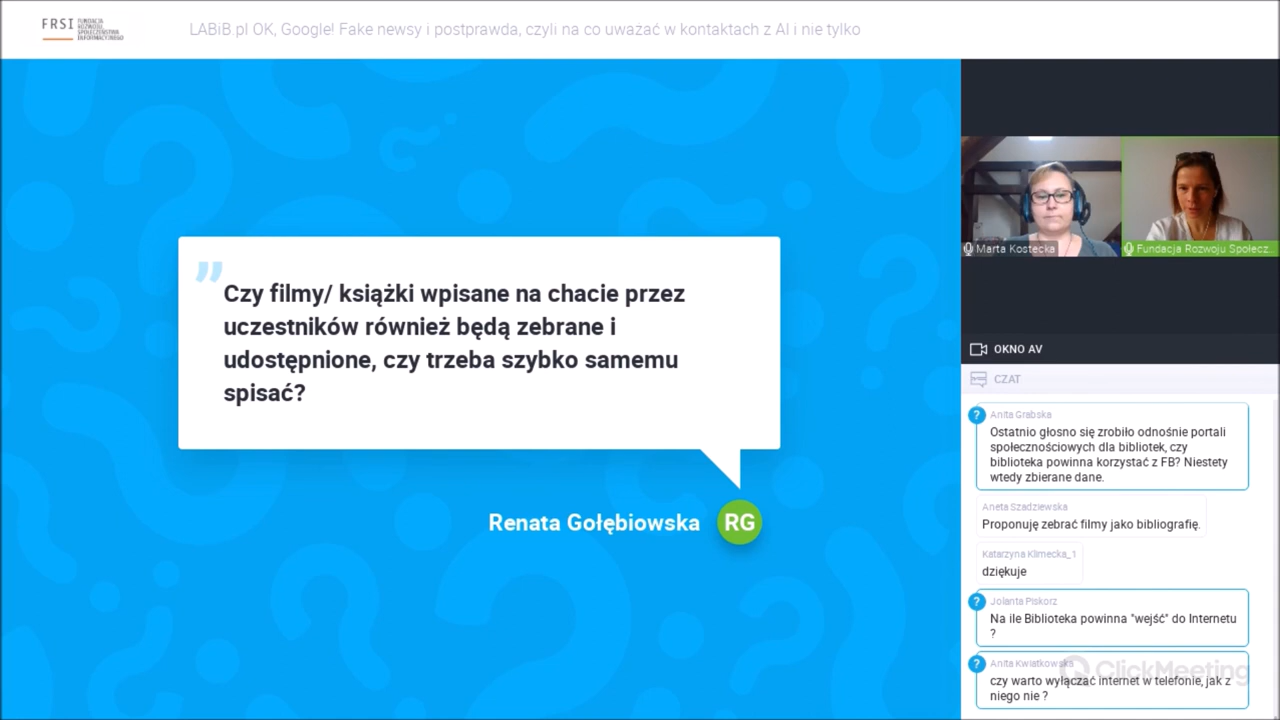 FRSI FUNDACJA
ROZWOJU
SPOŁECZEŃSTWA
INFORMACYJNEGO
LABiB.pl OK, Google! Fake newsy i postprawda, czyli na co uważać w kontaktach z AI i nie tylko
Czy filmy/ książki wpisane na chacie przez
uczestników również będą zebrane i
udostępnione, czy trzeba szybko samemu
spisać?
Renata Gołębiowska RG
Marta Kostecka
Fundacja Rozwoju Społecz...
OKNO AV
CZAT
? Anita Grabska
Ostatnio głosno się zrobiło odnośnie portali
społecznościowych dla bibliotek, czy
biblioteka powinna korzystać z FB? Niestety
wtedy zbierane dane.
Aneta Szadziewska
Proponuję zebrać filmy jako bibliografię.
Katarzyna Klimecka_1
dziękuje
? Jolanta Piskorz
Na ile Biblioteka powinna "wejść" do Internetu
?
? Anita Kwiatkowska
czy warto wyłączać internet w telefonie, jak z
niego nie ?
ClickMeeting